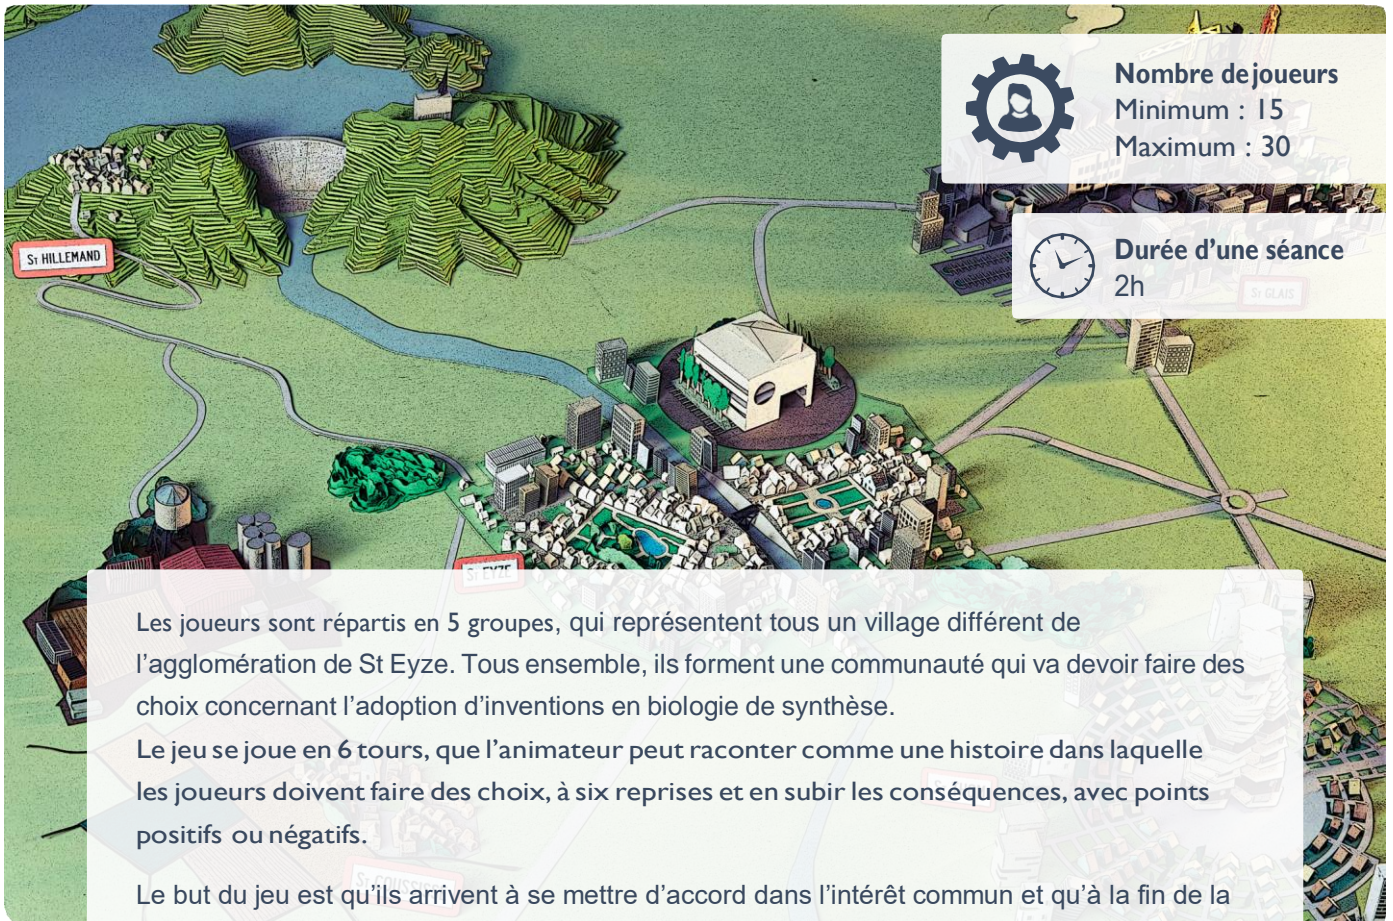 Nombre de joueurs
Minimum : 15
Maximum : 30
St HILLEMAND
Durée d’une séance
2h
St GLAIS
St EYZE
Les joueurs sont répartis en 5 groupes, qui représentent tous un village différent de
l’agglomération de St Eyze. Tous ensemble, ils forment une communauté qui va devoir faire des
choix concernant l’adoption d’inventions en biologie de synthèse.
Le jeu se joue en 6 tours, que l’animateur peut raconter comme une histoire dans laquelle
les joueurs doivent faire des choix, à six reprises et en subir les conséquences, avec points
positifs ou négatifs.
Le but du jeu est qu’ils arrivent à se mettre d’accord dans l’intérêt commun et qu’à la fin de la